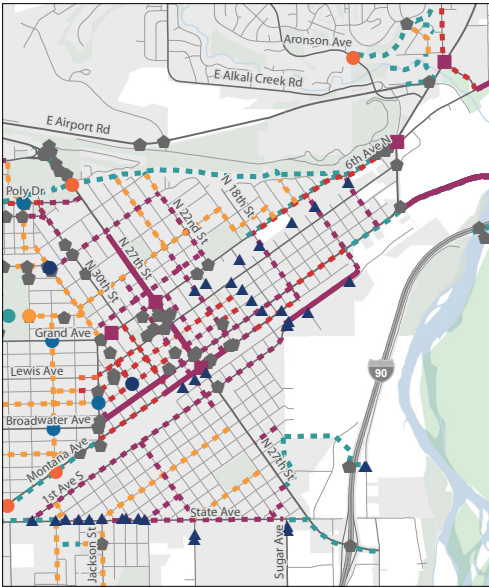 Aronson Ave
E Alkali Creek Rd
E Airport Rd
6th Ave N
Poly Dr
N 18th St
N 22nd St
N 27th St
N 30th St
Grand Ave
90
Lewis Ave
Broadwater Ave
Montana Ave
N 27th St
1st Ave S
State Ave
Jackson St
Sugar Ave